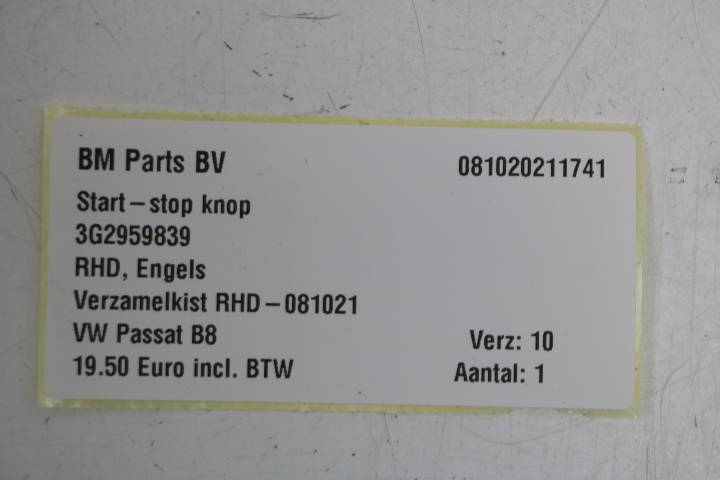 BM Parts BV 081020211741
Start-stop knop
3G2959839
RHD, Engels
Verzamelkist RHD-081021
VW Passat B8 Verz: 10
19.50 Euro incl. BTW Aantal: 1